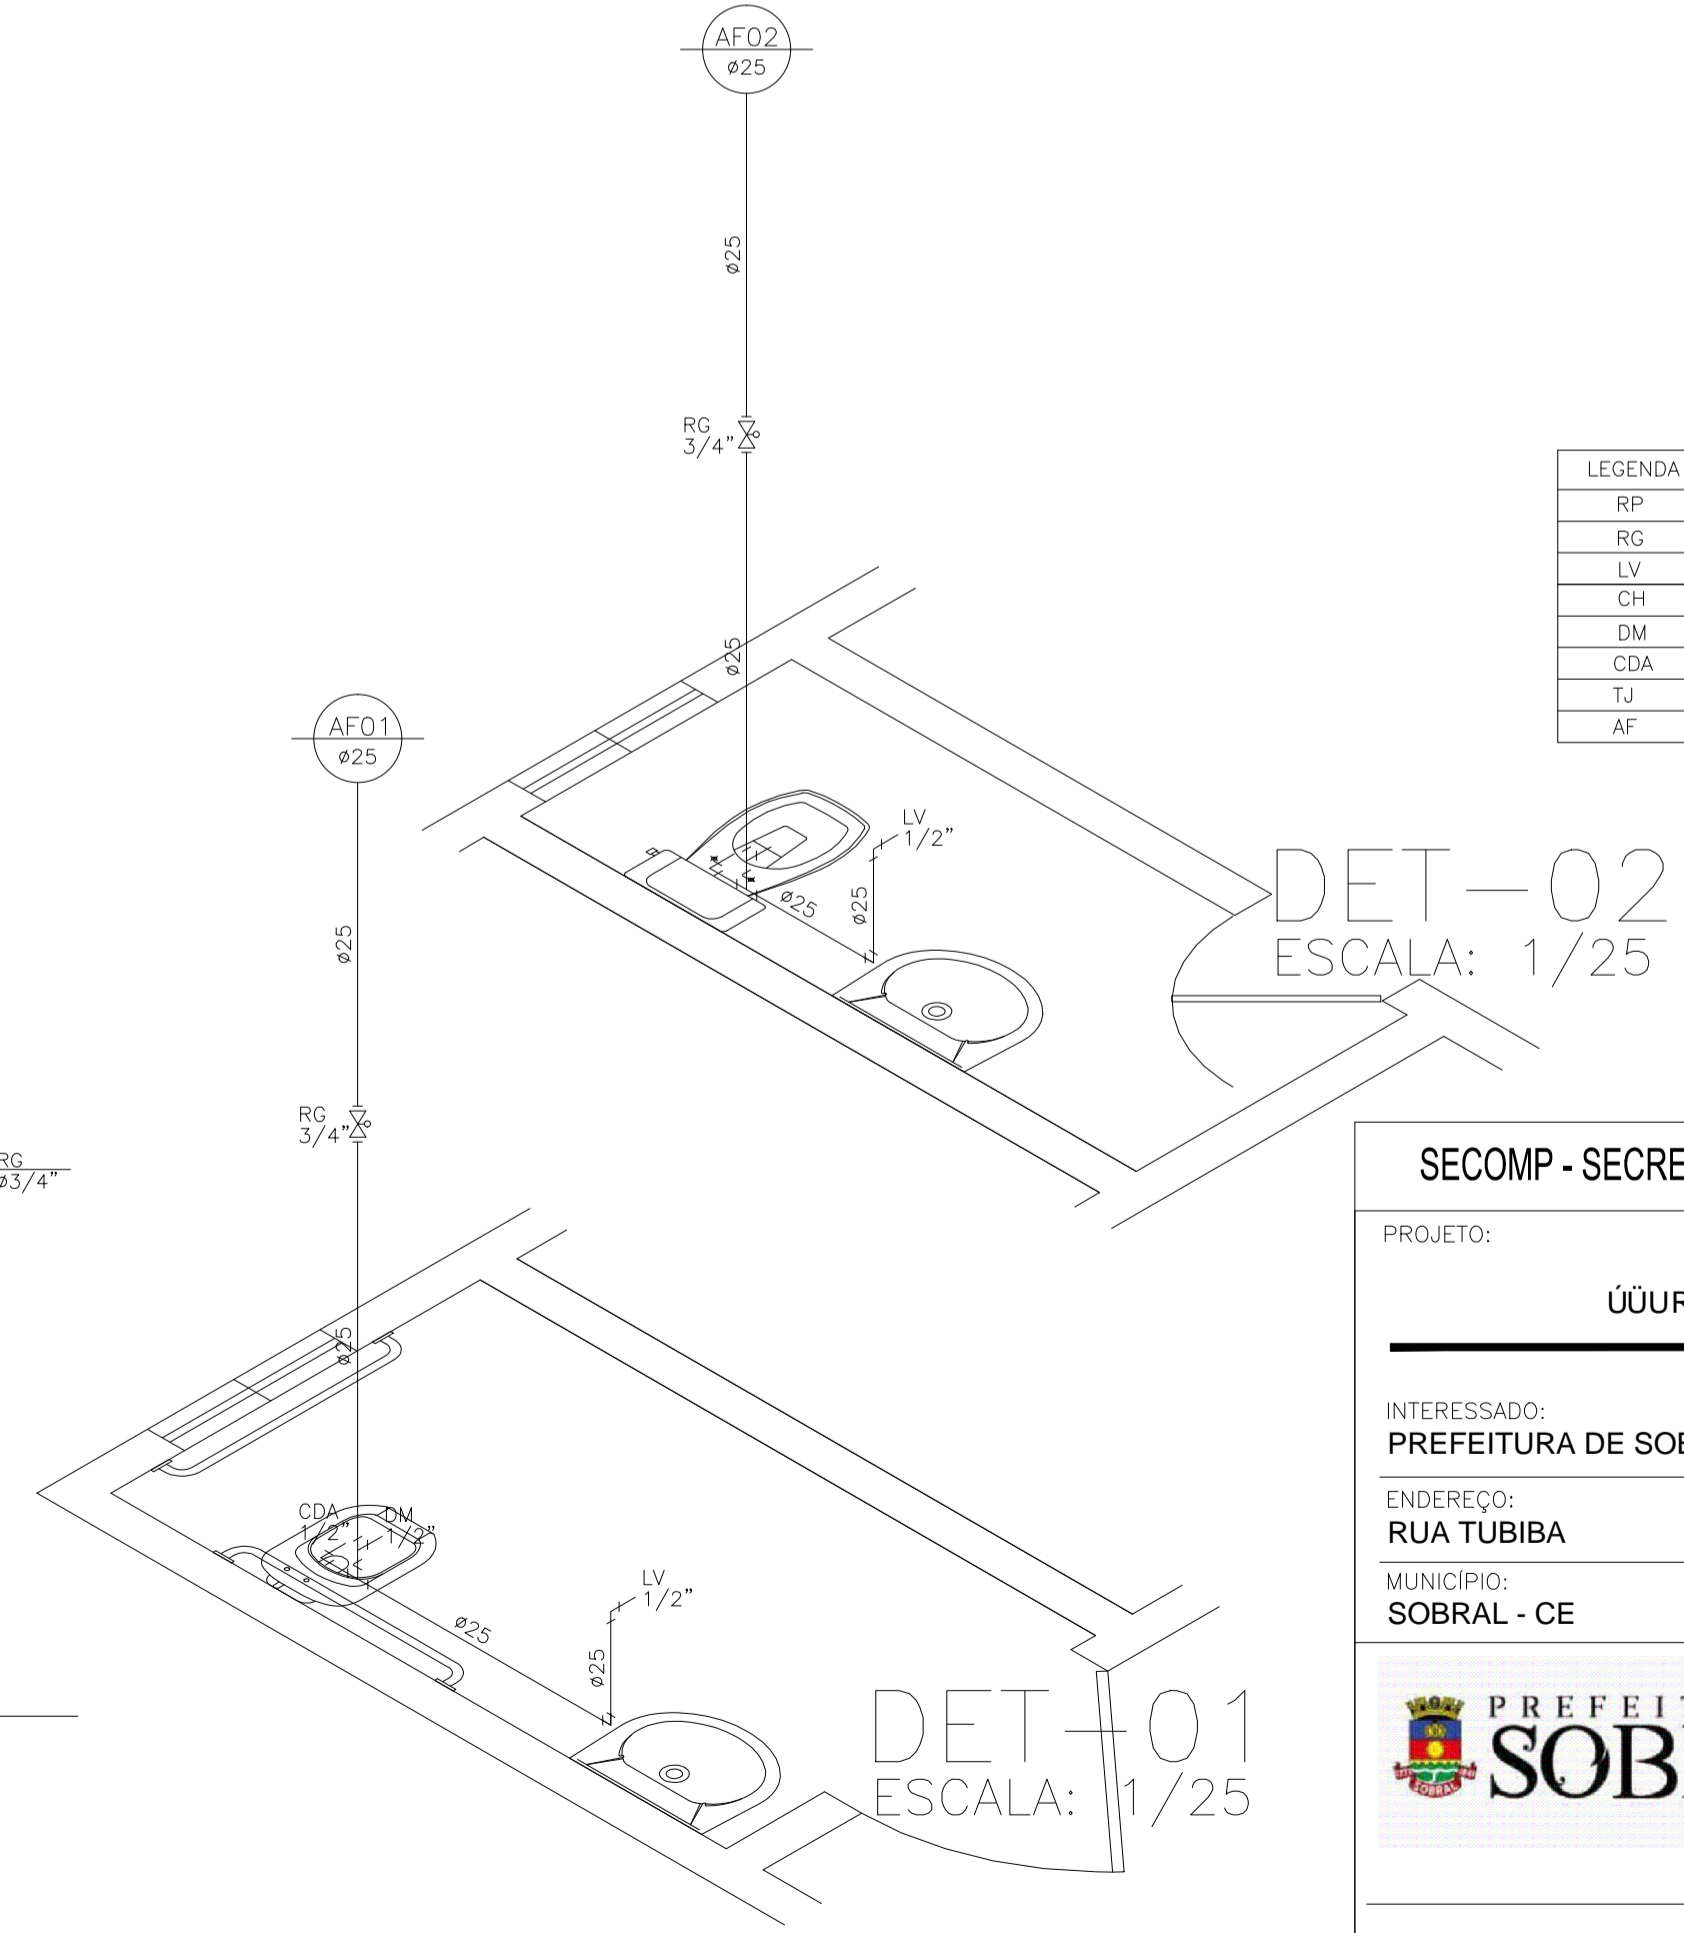 AF02
ø25
ø25
RG
3/4"
ø25
LV
1/2"
ø25
ø25
DET-02
ESCALA: 1/25
AF01
ø25
ø25
RG
3/4"
ø25
CDA
1/2"
DM
1/2"
LV
1/2"
ø25
ø25
DET-01
ESCALA: 1/25
RG
ø3/4"
LEGENDA
RP
RG
LV
CH
DM
CDA
TJ
AF
SECOMP - SECRE
PROJETO:
ÚÜUR
INTERESSADO:
PREFEITURA DE SOB
ENDEREÇO:
RUA TUBIBA
MUNICÍPIO:
SOBRAL - CE
PREFEIT
SOB
SOBRAL